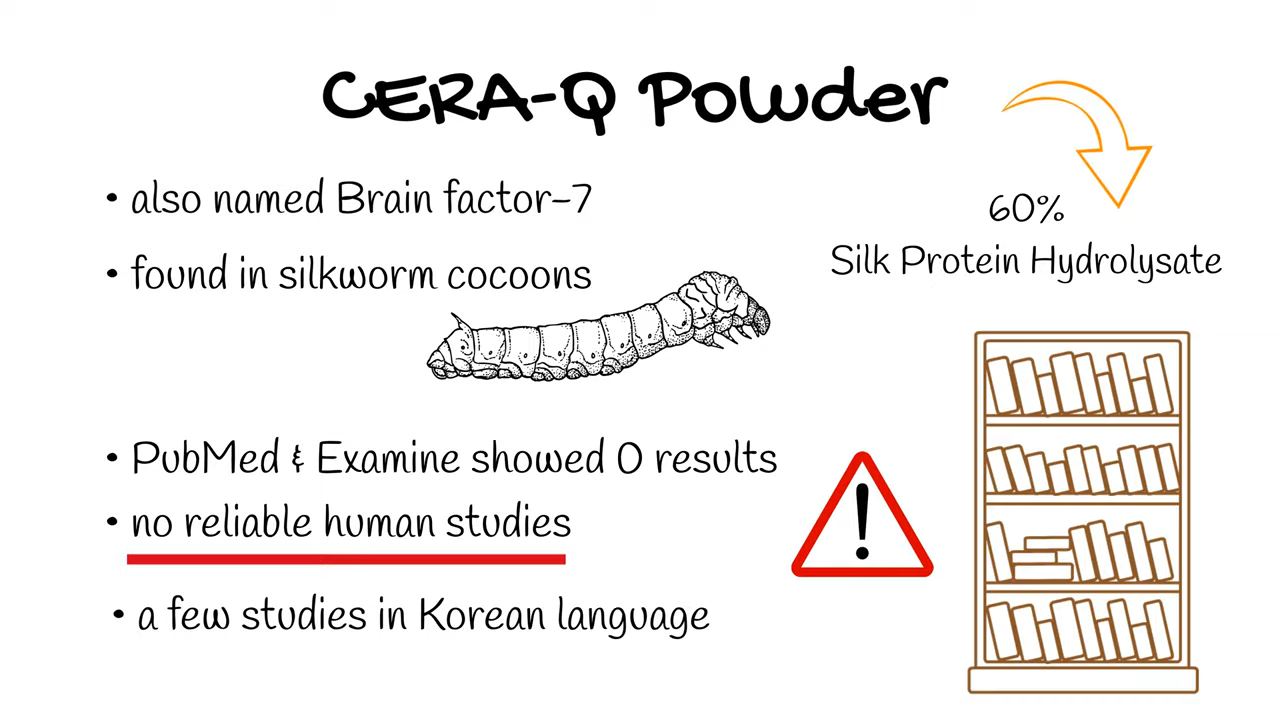 CERA-Q Powder
• also named Brain factor-7
• found in silkworm cocoons
60%
Silk Protein Hydrolysate
• PubMed & Examine showed 0 results
• no reliable human studies
• a few studies in Korean language
!